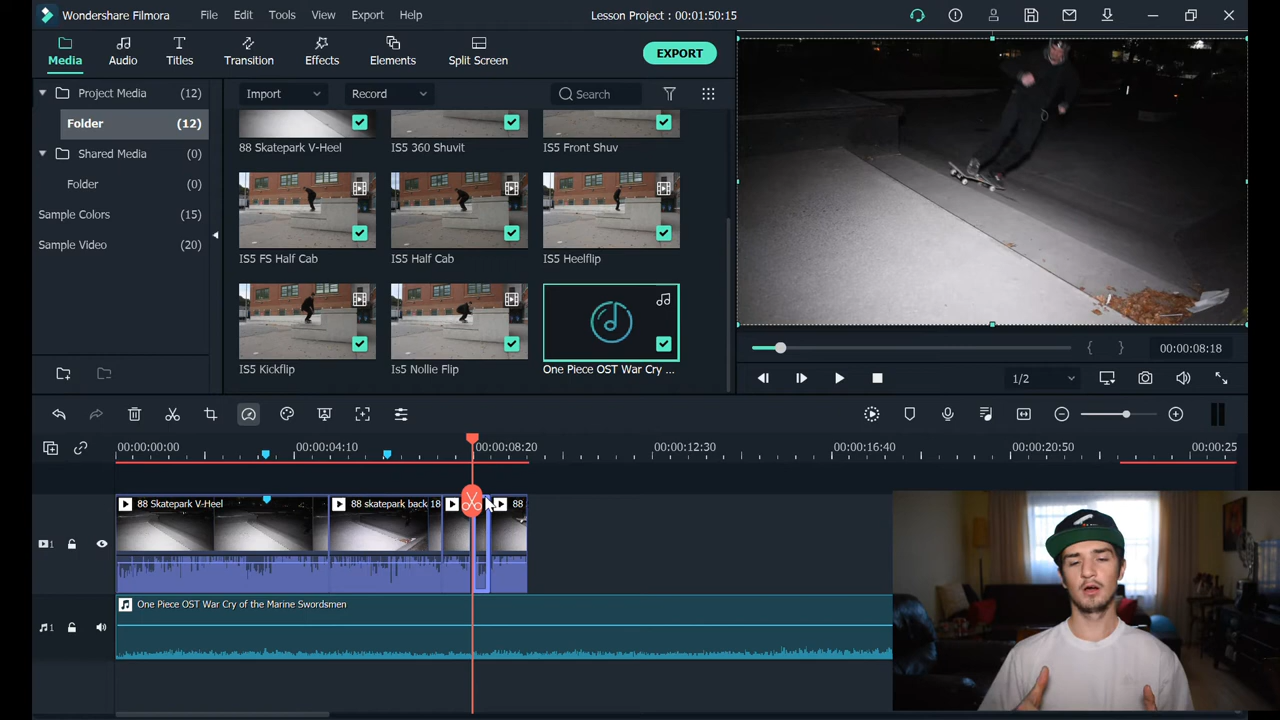 Wondershare Filmora File Edit Tools View Export Help Lesson Project : 00:01:50:15
Media Audio Titles Transition Effects Elements Split Screen EXPORT
Project Media (12) Import Record Search
Folder (12)
Shared Media (0)
Folder (0)
Sample Colors (15)
Sample Video (20)
88 Skatepark V-Heel IS5 360 Shuvit IS5 Front Shuv
IS5 FS Half Cab IS5 Half Cab IS5 Heelflip
IS5 Kickflip Is5 Nollie Flip One Piece OST War Cry ...
{ } 00:00:08:18
1/2
00:00:00:00 00:00:04:10 00:00:08:20 00:00:12:30 00:00:16:40 00:00:20:50 00:00:25
88 Skatepark V-Heel 88 skatepark back 18 88
1
One Piece OST War Cry of the Marine Swordsmen
1